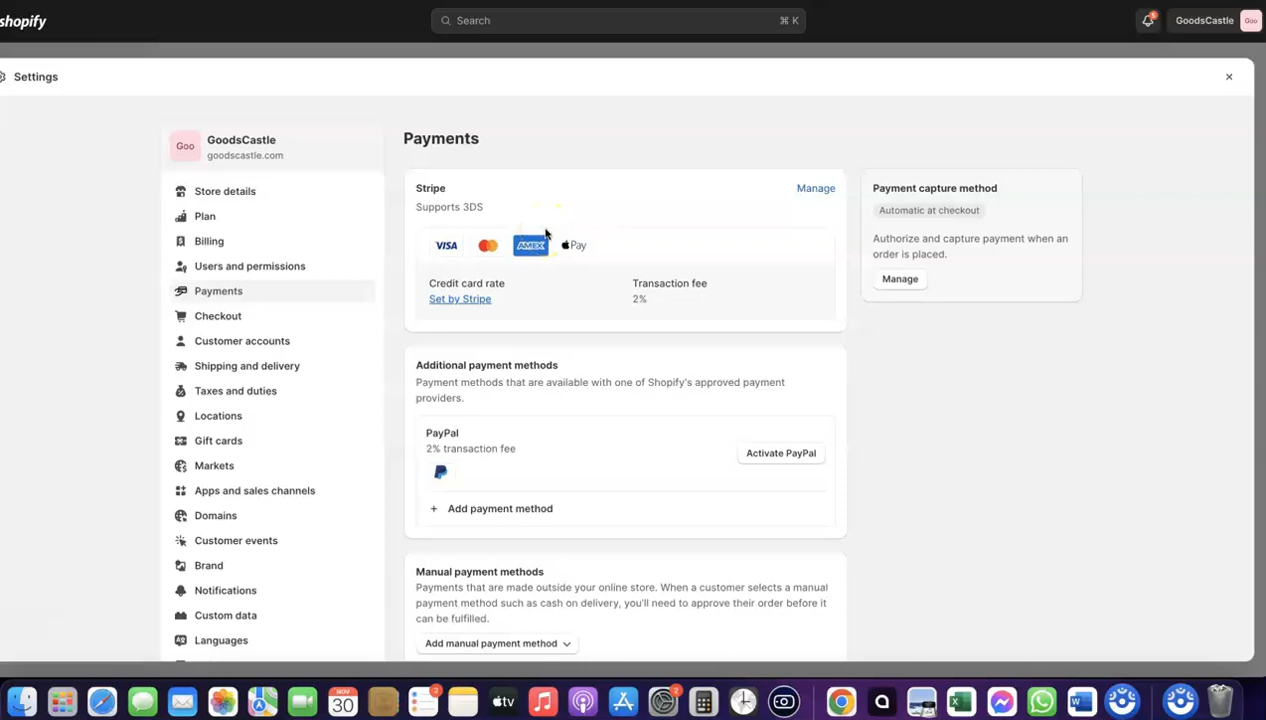 shopify
Search
⌘ K
5
GoodsCastle
Goo
Settings
Goo
GoodsCastle
goodscastle.com
Store details
Plan
Billing
Users and permissions
Payments
Checkout
Customer accounts
Shipping and delivery
Taxes and duties
Locations
Gift cards
Markets
Apps and sales channels
Domains
Customer events
Brand
Notifications
Custom data
Languages
Payments
Stripe
Manage
Supports 3DS
VISA
AMEX
Pay
Credit card rate
Transaction fee
Set by Stripe
2%
Additional payment methods
Payment methods that are available with one of Shopify's approved payment
providers.
PayPal
2% transaction fee
Activate PayPal
+ Add payment method
Manual payment methods
Payments that are made outside your online store. When a customer selects a manual
payment method such as cash on delivery, you'll need to approve their order before it
can be fulfilled.
Add manual payment method
Payment capture method
Automatic at checkout
Authorize and capture payment when an
order is placed.
Manage
NOV
30
2
tv
2
X
W